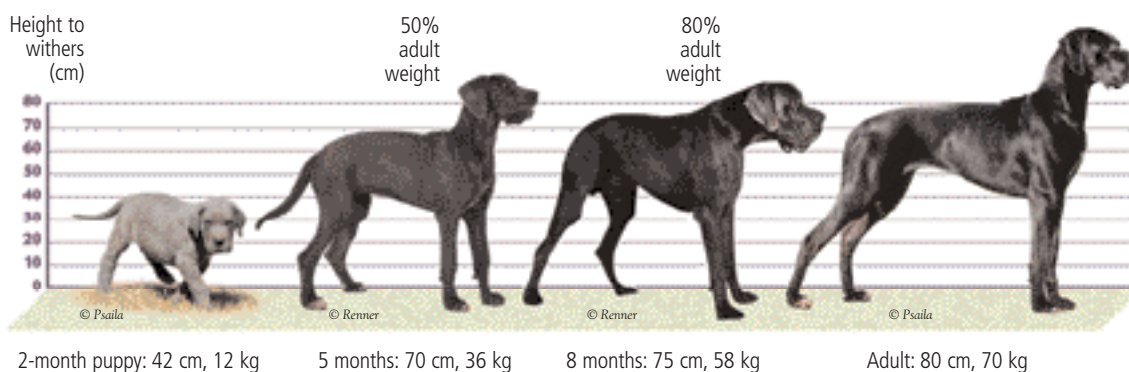 Height to
withers
(cm)
50%
adult
weight
80%
adult
weight
80
70
60
50
40
30
20
10
0
© Psaila
© Renner
© Renner
© Psaila
2-month puppy: 42 cm, 12 kg
5 months: 70 cm, 36 kg
8 months: 75 cm, 58 kg
Adult: 80 cm, 70 kg